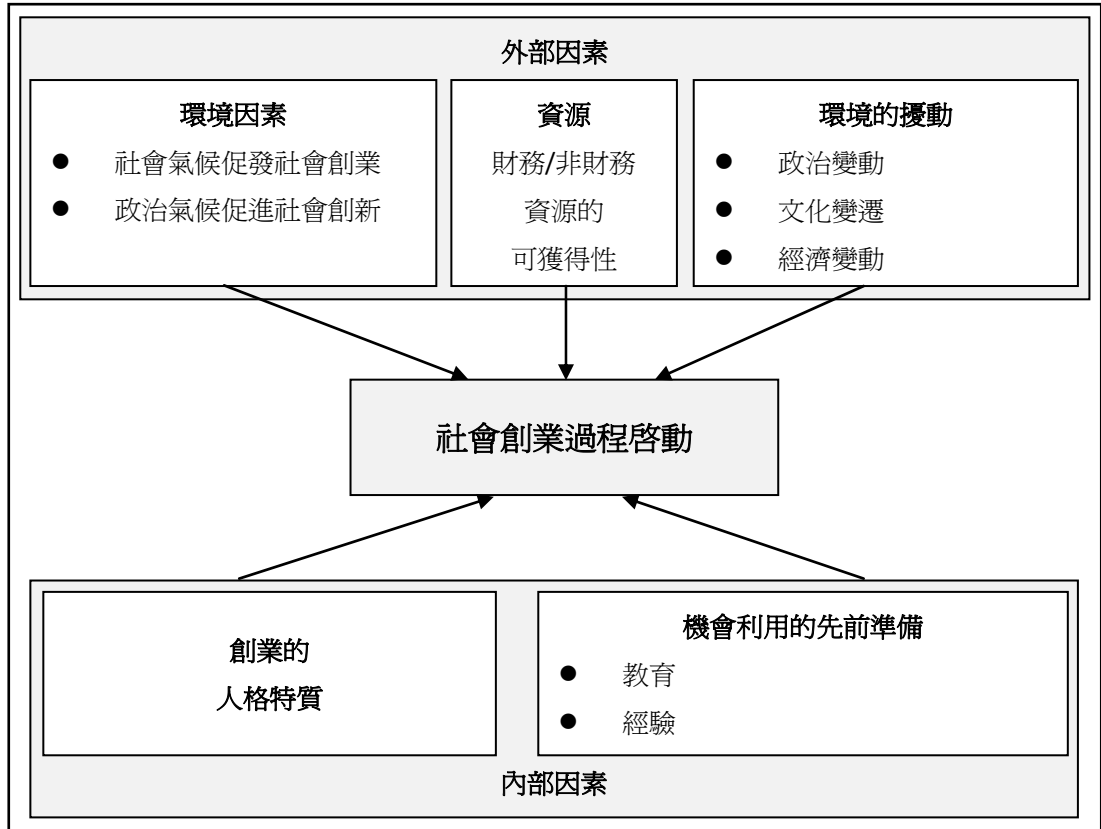 外部因素
環境因素
● 社會氣候促發社會創業
● 政治氣候促進社會創新
資源
財務/非財務
資源的
可獲得性
環境的擾動
● 政治變動
● 文化變遷
● 經濟變動
社會創業過程啓動
創業的
人格特質
機會利用的先前準備
● 教育
● 經驗
內部因素